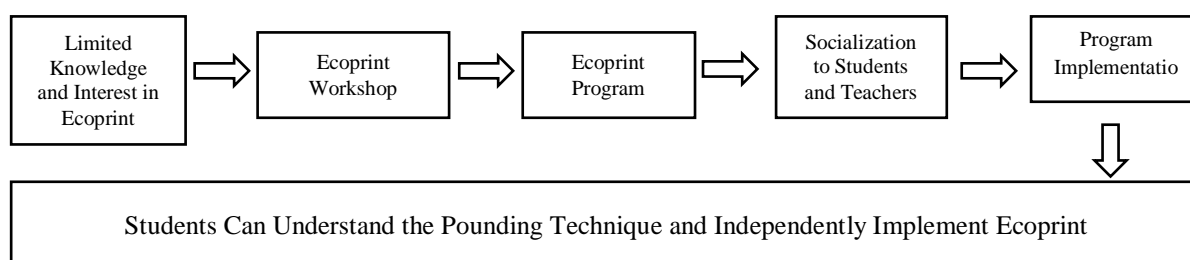 Limited
Knowledge
and Interest in
Ecoprint
Ecoprint
Workshop
Ecoprint
Program
Socialization
to Students
and Teachers
Program
Implementatio
Students Can Understand the Pounding Technique and Independently Implement Ecoprint